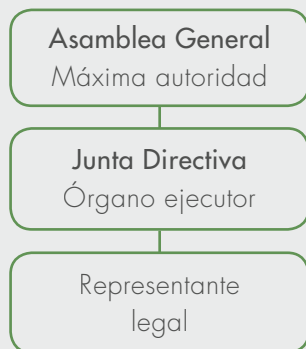 Asamblea General
Máxima autoridad
Junta Directiva
Órgano ejecutor
Representante
legal